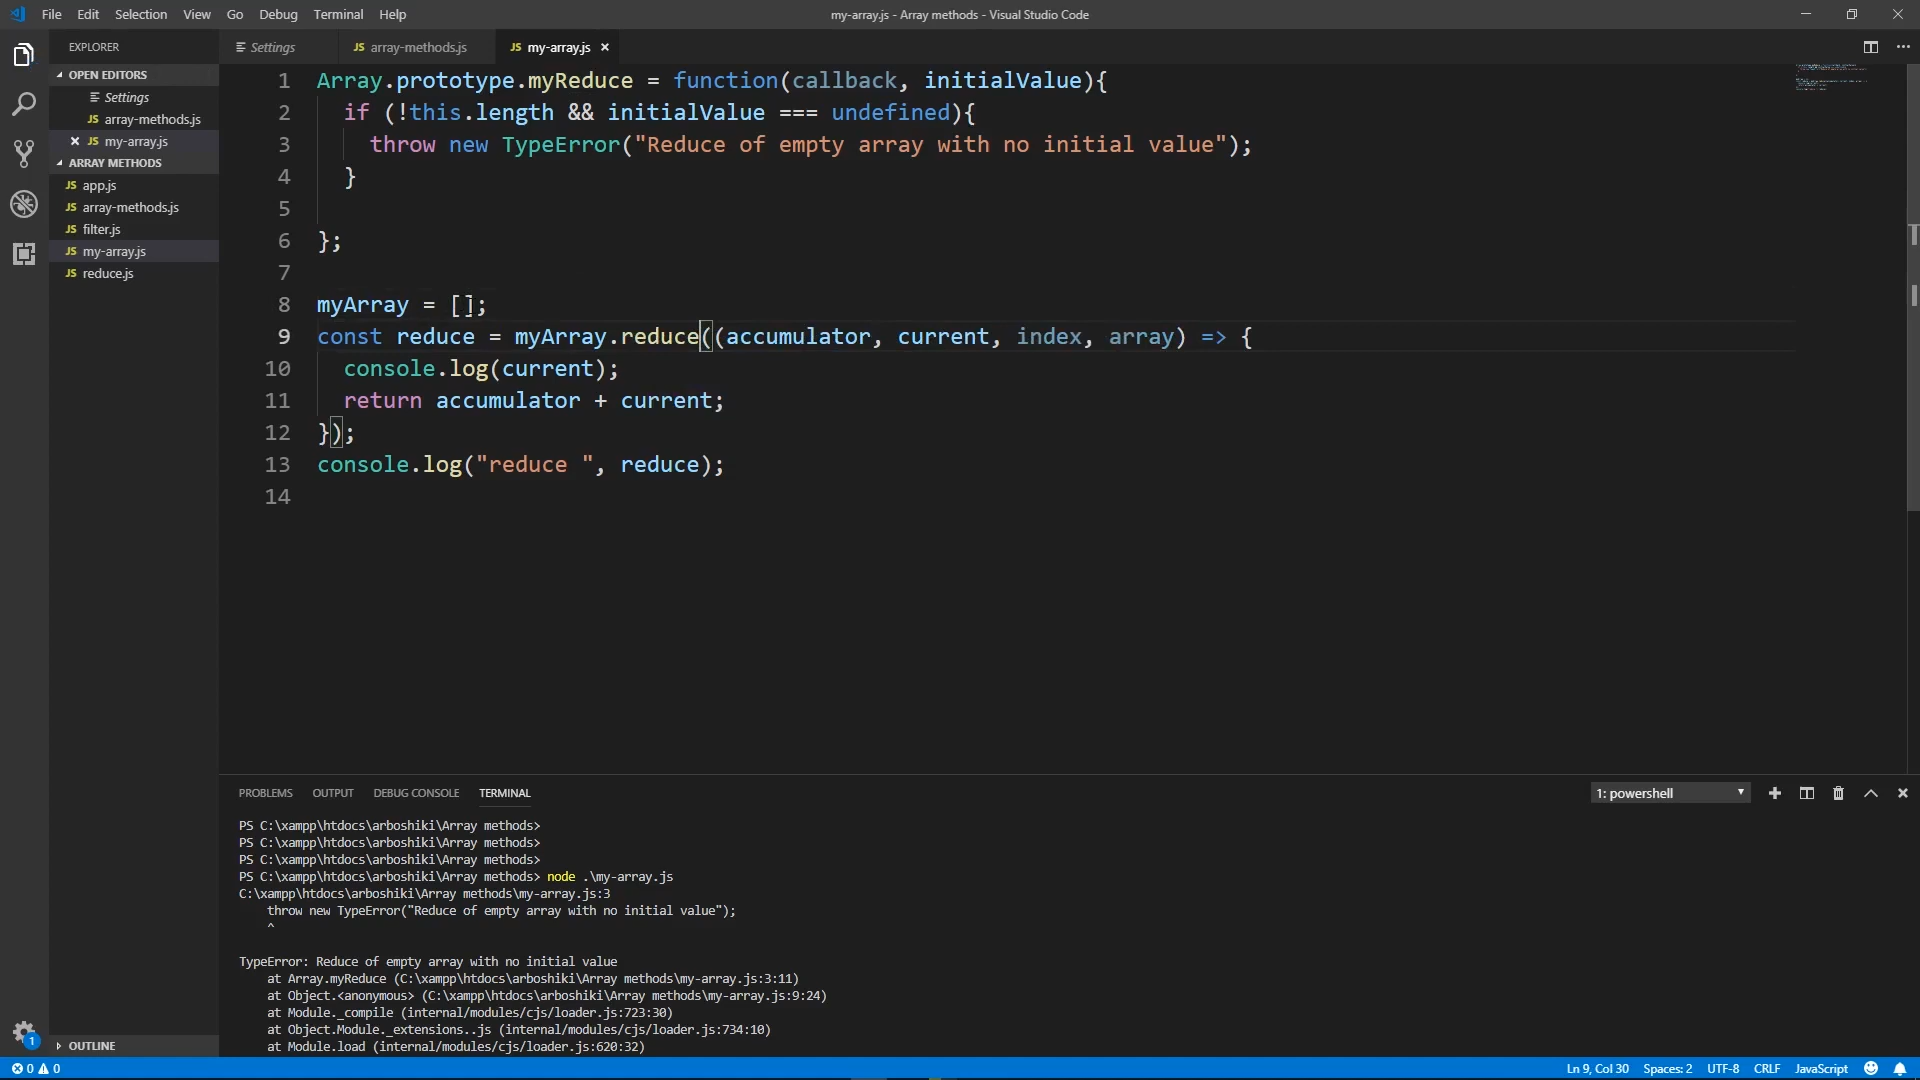 File Edit Selection View Go Debug Terminal Help
my-array.js - Array methods - Visual Studio Code
EXPLORER
OPEN EDITORS
Settings
JS array-methods.js
JS my-array.js
ARRAY METHODS
JS app.js
JS array-methods.js
JS filter.js
JS my-array.js
JS reduce.js
1
OUTLINE
Settings
JS array-methods.js
JS my-array.js
1 Array.prototype.myReduce = function(callback, initialValue){
2 if (!this.length && initialValue === undefined){
3 throw new TypeError("Reduce of empty array with no initial value");
4 }
5
6 };
7
8 myArray = [];
9 const reduce = myArray.reduce((accumulator, current, index, array) => {
10 console.log(current);
11 return accumulator + current;
12 });
13 console.log("reduce ", reduce);
14
PROBLEMS OUTPUT DEBUG CONSOLE TERMINAL
1: powershell
PS C:\xampp\htdocs\arboshiki\Array methods>
PS C:\xampp\htdocs\arboshiki\Array methods>
PS C:\xampp\htdocs\arboshiki\Array methods>
PS C:\xampp\htdocs\arboshiki\Array methods> node .\my-array.js
C:\xampp\htdocs\arboshiki\Array methods\my-array.js:3
throw new TypeError("Reduce of empty array with no initial value");
^
TypeError: Reduce of empty array with no initial value
at Array.myReduce (C:\xampp\htdocs\arboshiki\Array methods\my-array.js:3:11)
at Object.<anonymous> (C:\xampp\htdocs\arboshiki\Array methods\my-array.js:9:24)
at Module._compile (internal/modules/cjs/loader.js:723:30)
at Object.Module._extensions..js (internal/modules/cjs/loader.js:734:10)
at Module.load (internal/modules/cjs/loader.js:620:32)
0 0
Ln 9, Col 30 Spaces: 2 UTF-8 CRLF JavaScript